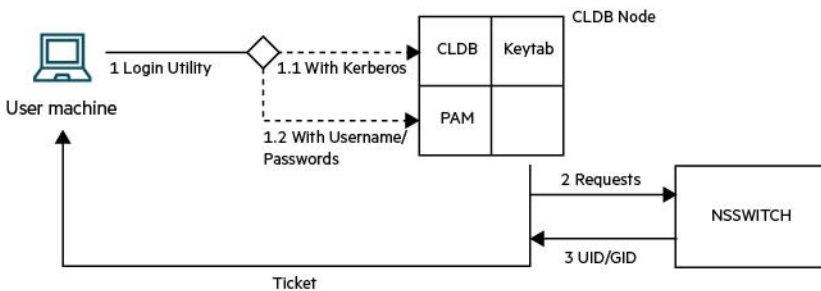 CLDB Node
CLDB
Keytab
1 Login Utility
1.1 With Kerberos
User machine
PAM
1.2 With Username/
Passwords
2 Requests
NSSWITCH
3 UID/GID
Ticket